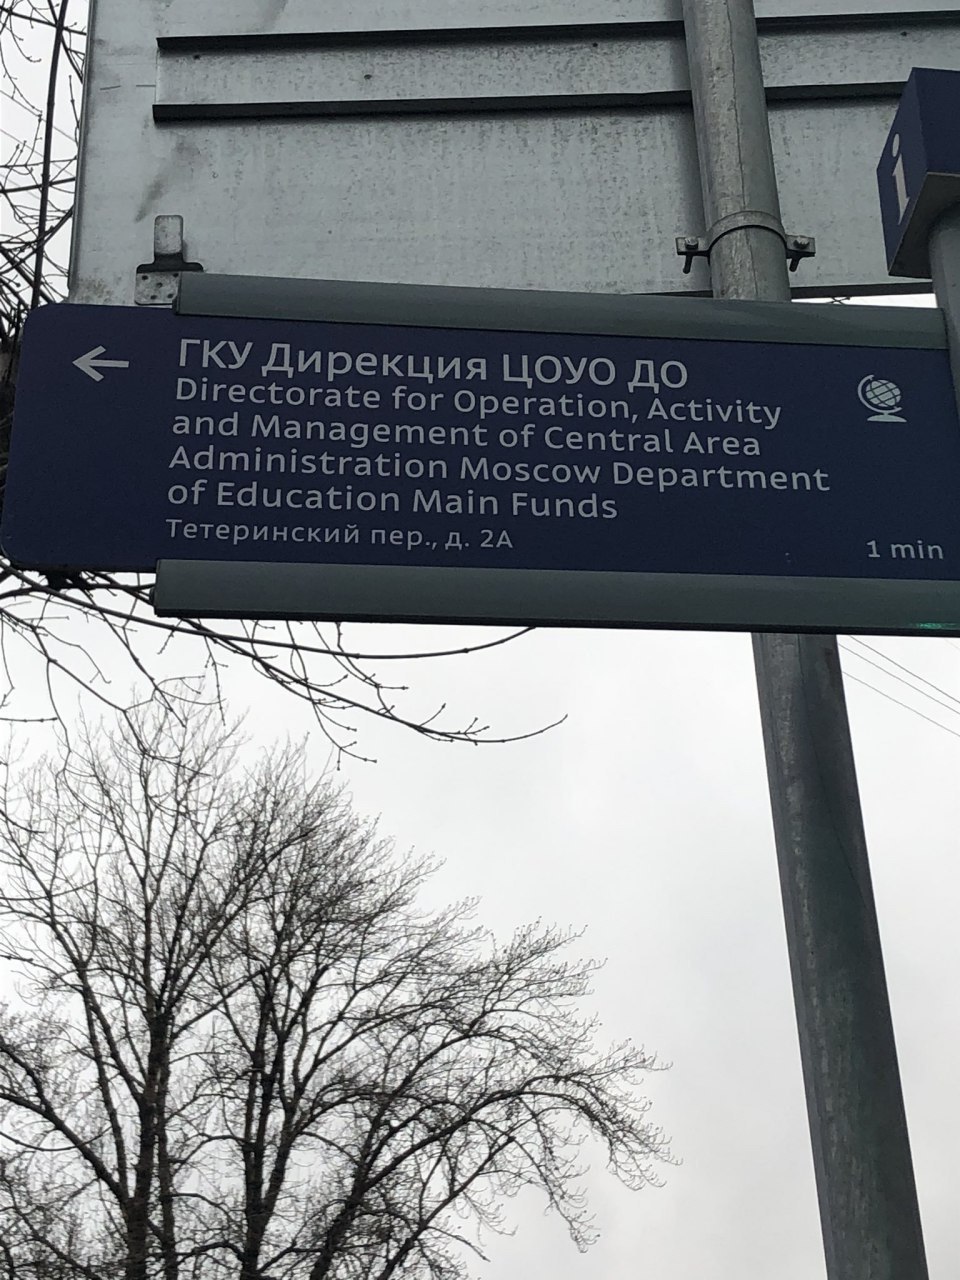 i
ГКУ Дирекция ЦОУО ДО
Directorate for Operation, Activity
and Management of Central Area
Administration Moscow Department
of Education Main Funds
Тетеринский пер., д. 2А
1 min